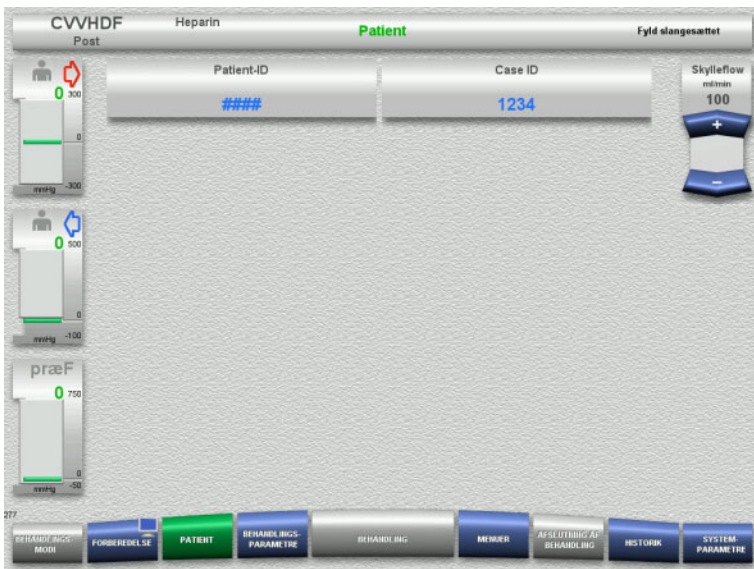 CVVHDF
Post
Heparin
Patient
Fyld slangesættet
Patient-ID
####
Case ID
1234
Skylleflow
ml/min
100
+
−
0
300
0
-300
mmHg
0
500
0
-100
mmHg
præF
0
750
0
-50
mmHg
277
BEHANDLINGS-
MODI
FORBEREDELSE
PATIENT
BEHANDLINGS-
PARAMETRE
BEHANDLING
MENUER
AFSLUTNING AF
BEHANDLING
HISTORIK
SYSTEM-
PARAMETRE